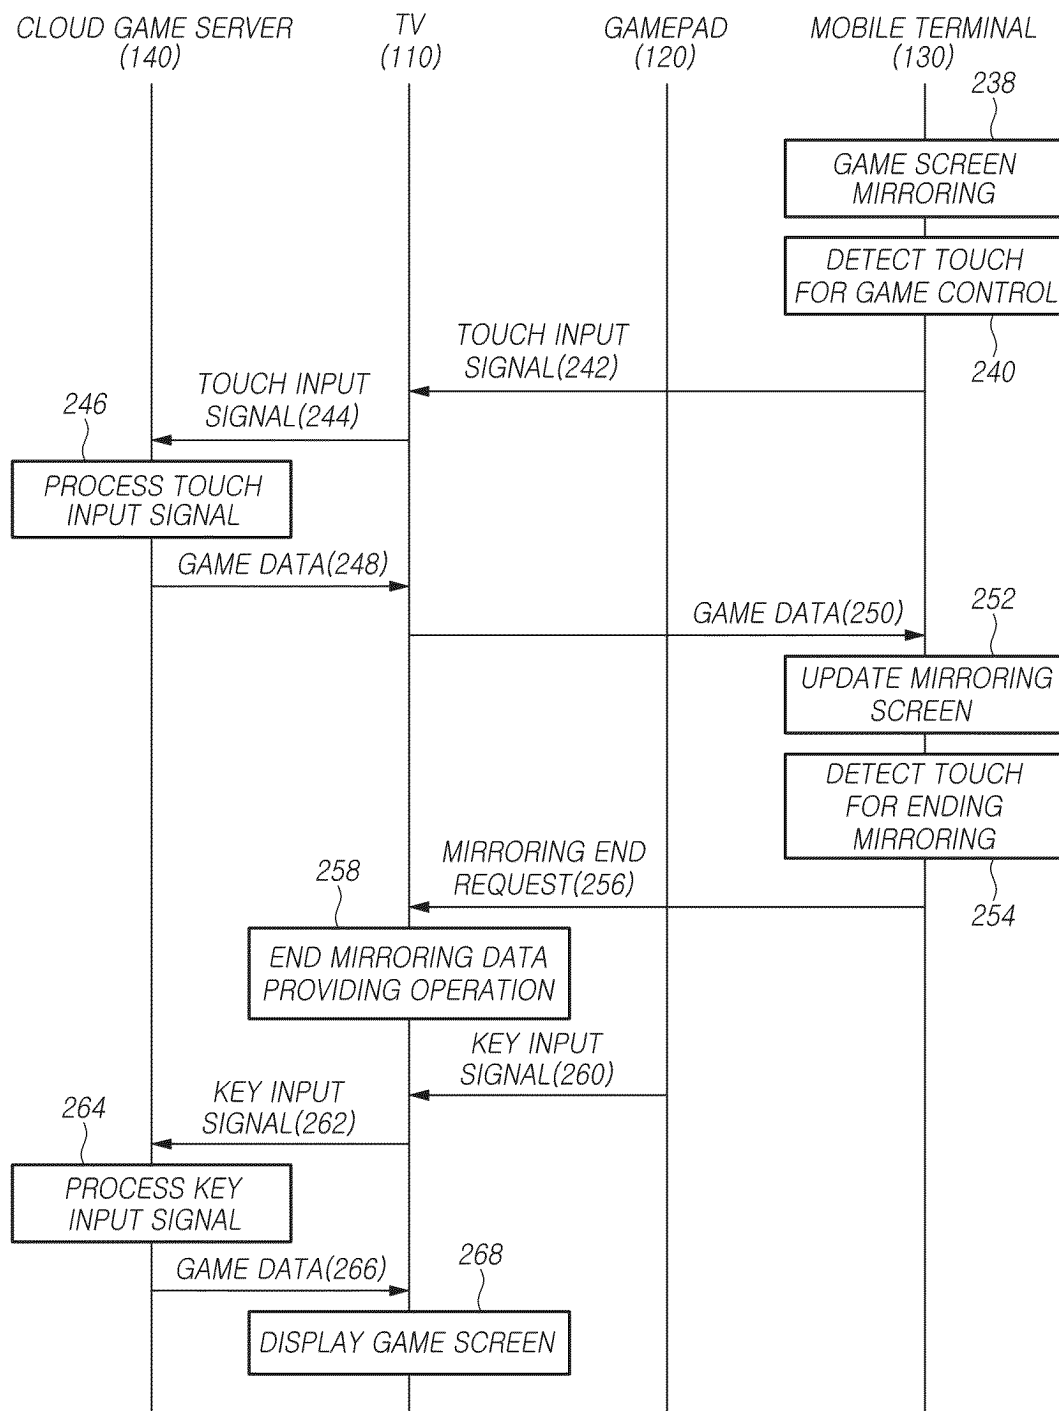 CLOUD GAME SERVER
(140)
TV
(110)
GAMEPAD
(120)
MOBILE TERMINAL
(130)
238
GAME SCREEN
MIRRORING
DETECT TOUCH
FOR GAME CONTROL
240
TOUCH INPUT
SIGNAL(242)
TOUCH INPUT
SIGNAL(244)
246
PROCESS TOUCH
INPUT SIGNAL
GAME DATA(248)
GAME DATA(250)
252
UPDATE MIRRORING
SCREEN
DETECT TOUCH
FOR ENDING
MIRRORING
254
MIRRORING END
REQUEST(256)
258
END MIRRORING DATA
PROVIDING OPERATION
KEY INPUT
SIGNAL(260)
KEY INPUT
SIGNAL(262)
264
PROCESS KEY
INPUT SIGNAL
GAME DATA(266)
268
DISPLAY GAME SCREEN